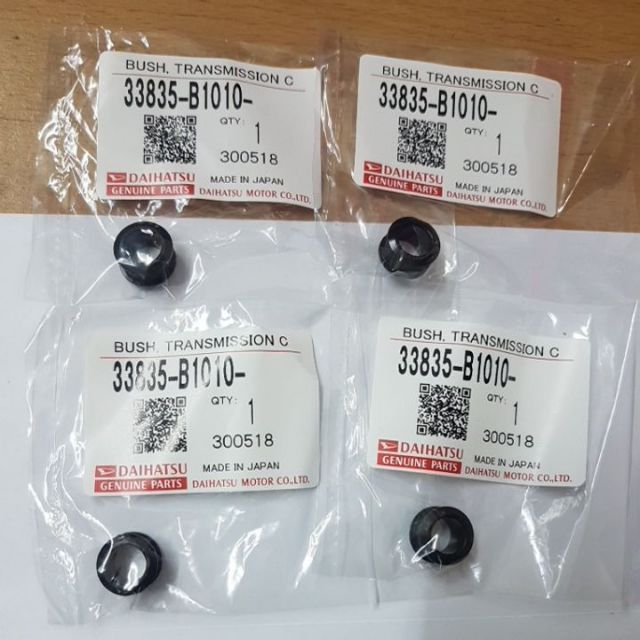 BUSH, TRANSMISSION C
33835-B1010-
QTY: 1
300518
DAIHATSU
GENUINE PARTS
MADE IN JAPAN
DAIHATSU MOTOR CO.,LTD.
BUSH, TRANSMISSION C
33835-B1010-
QTY: 1
300518
DAIHATSU
GENUINE PARTS
MADE IN JAPAN
DAIHATSU MOTOR CO.,LTD.
BUSH, TRANSMISSION C
33835-B1010-
QTY: 1
300518
DAIHATSU
GENUINE PARTS
MADE IN JAPAN
DAIHATSU MOTOR CO.,LTD.
BUSH, TRANSMISSION C
33835-B1010-
QTY: 1
300518
DAIHATSU
GENUINE PARTS
MADE IN JAPAN
DAIHATSU MOTOR CO.,LTD.